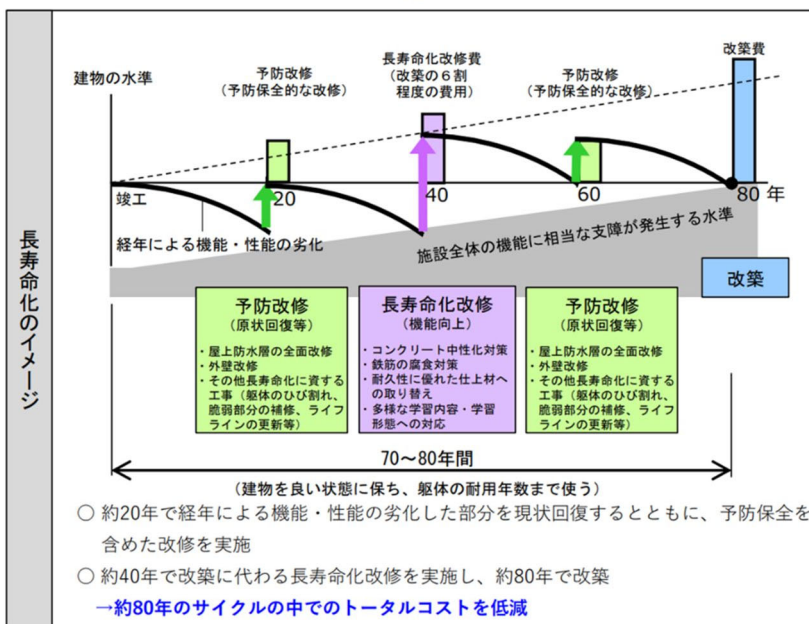 長寿命化のイメージ
建物の水準
予防改修
(予防保全的な改修)
長寿命化改修費
(改築の6割
程度の費用)
予防改修
(予防保全的な改修)
改築費
竣工
20
40
60
80 年
経年による機能・性能の劣化
施設全体の機能に相当な支障が発生する水準
予防改修
(原状回復等)
・屋上防水層の全面改修
・外壁改修
・その他長寿命化に資する
工事(躯体のひび割れ、
脆弱部分の補修、ライフ
ラインの更新等)
長寿命化改修
(機能向上)
・コンクリート中性化対策
・鉄筋の腐食対策
・耐久性に優れた仕上材へ
の取り替え
・多様な学習内容・学習
形態への対応
予防改修
(原状回復等)
・屋上防水層の全面改修
・外壁改修
・その他長寿命化に資する
工事(躯体のひび割れ、
脆弱部分の補修、ライフ
ラインの更新等)
改築
70～80年間
(建物を良い状態に保ち、躯体の耐用年数まで使う)
○ 約20年で経年による機能・性能の劣化した部分を現状回復するとともに、予防保全を
含めた改修を実施
○ 約40年で改築に代わる長寿命化改修を実施し、約80年で改築
→約80年のサイクルの中でのトータルコストを低減